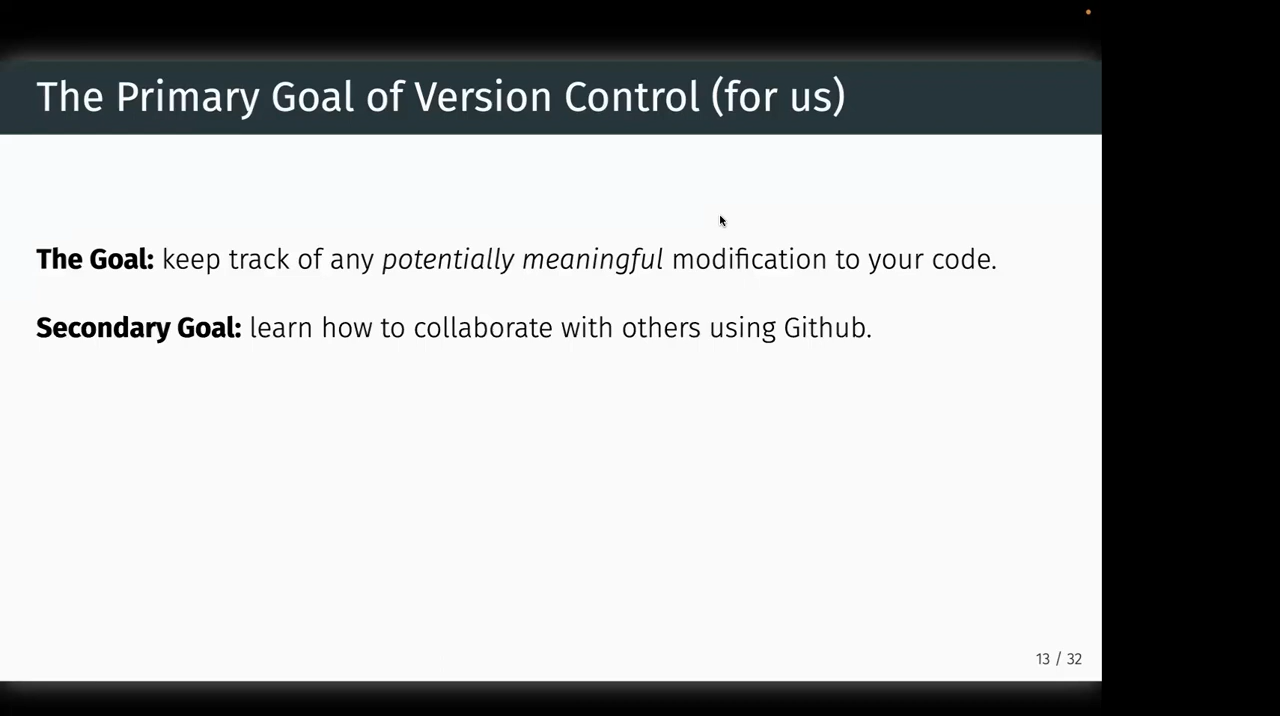 The Primary Goal of Version Control (for us)
The Goal: keep track of any potentially meaningful modification to your code.
Secondary Goal: learn how to collaborate with others using Github.
13 / 32